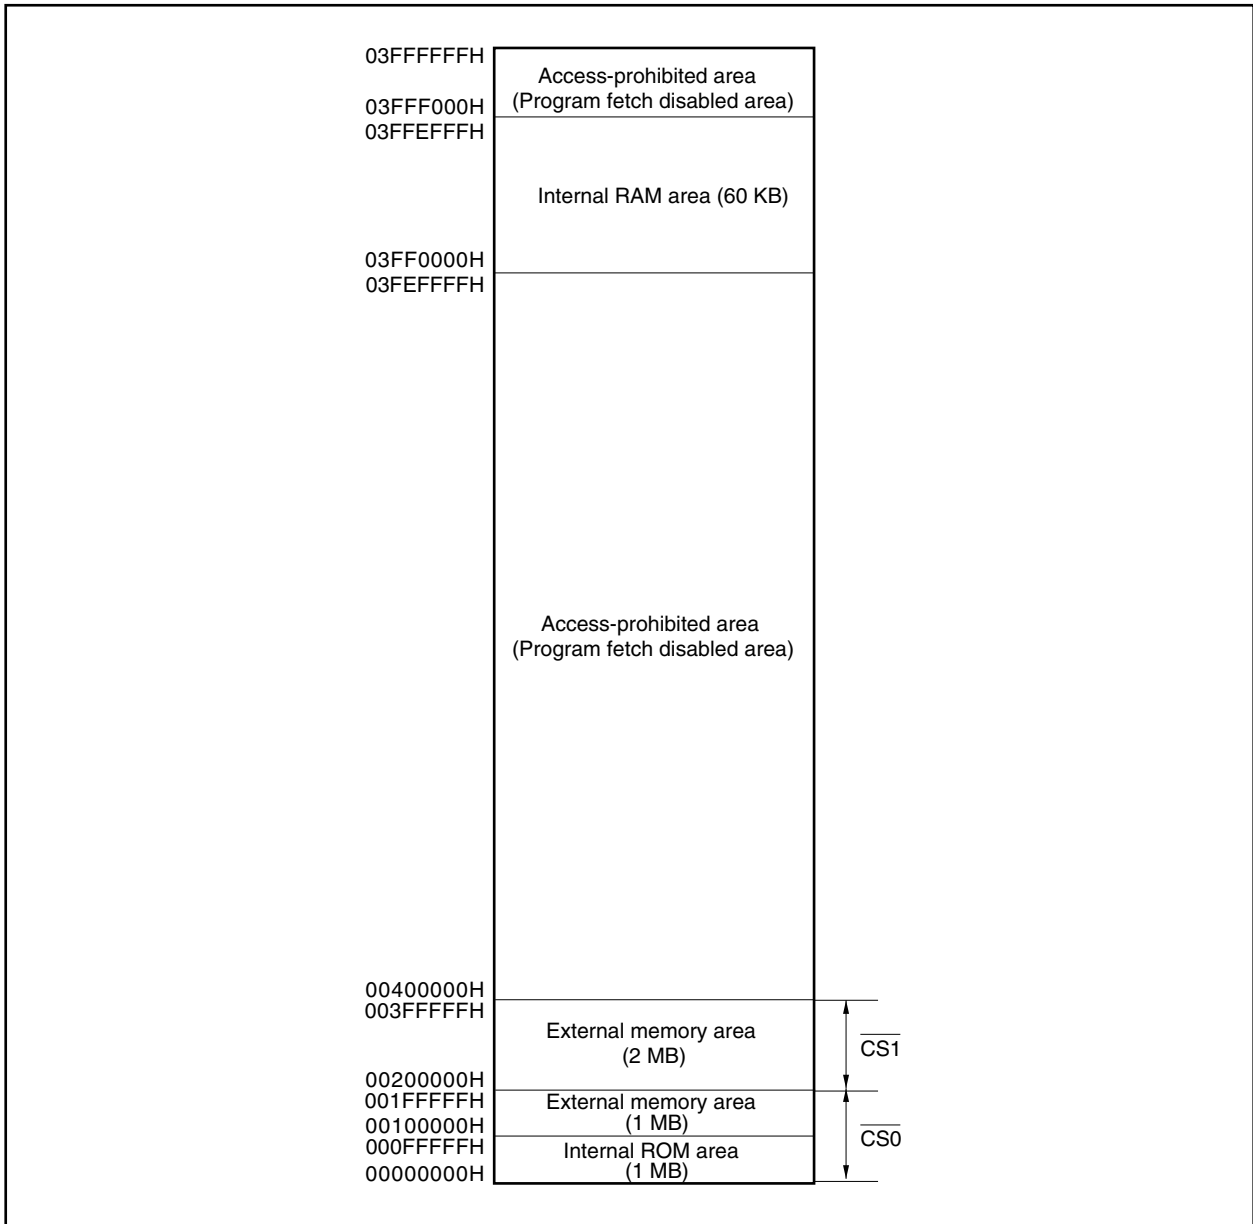 03FFFFFFH
Access-prohibited area
(Program fetch disabled area)
03FFF000H
03FFEFFFH
Internal RAM area (60 KB)
03FF0000H
03FEFFFFH
Access-prohibited area
(Program fetch disabled area)
00400000H
003FFFFFH
External memory area
(2 MB)
CS1
00200000H
001FFFFFH
External memory area
(1 MB)
00100000H
CS0
000FFFFFH
Internal ROM area
(1 MB)
00000000H